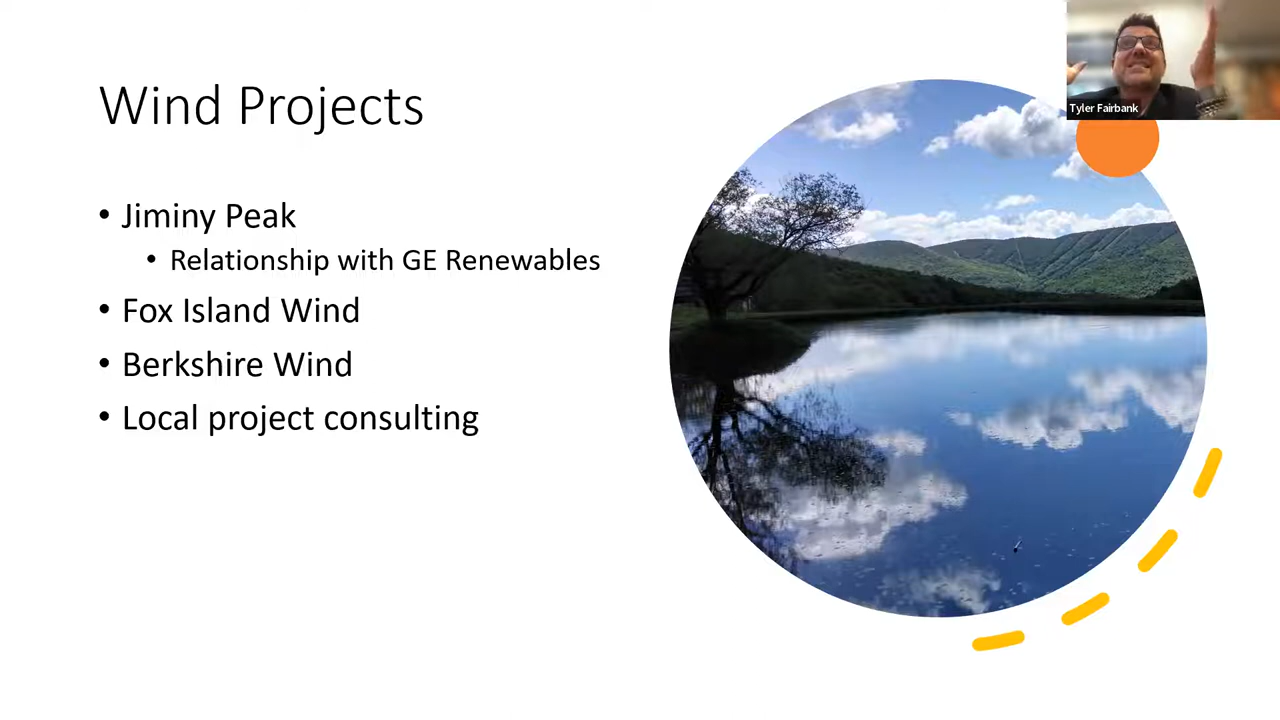 Wind Projects
• Jiminy Peak
• Relationship with GE Renewables
• Fox Island Wind
• Berkshire Wind
• Local project consulting
Tyler Fairbank